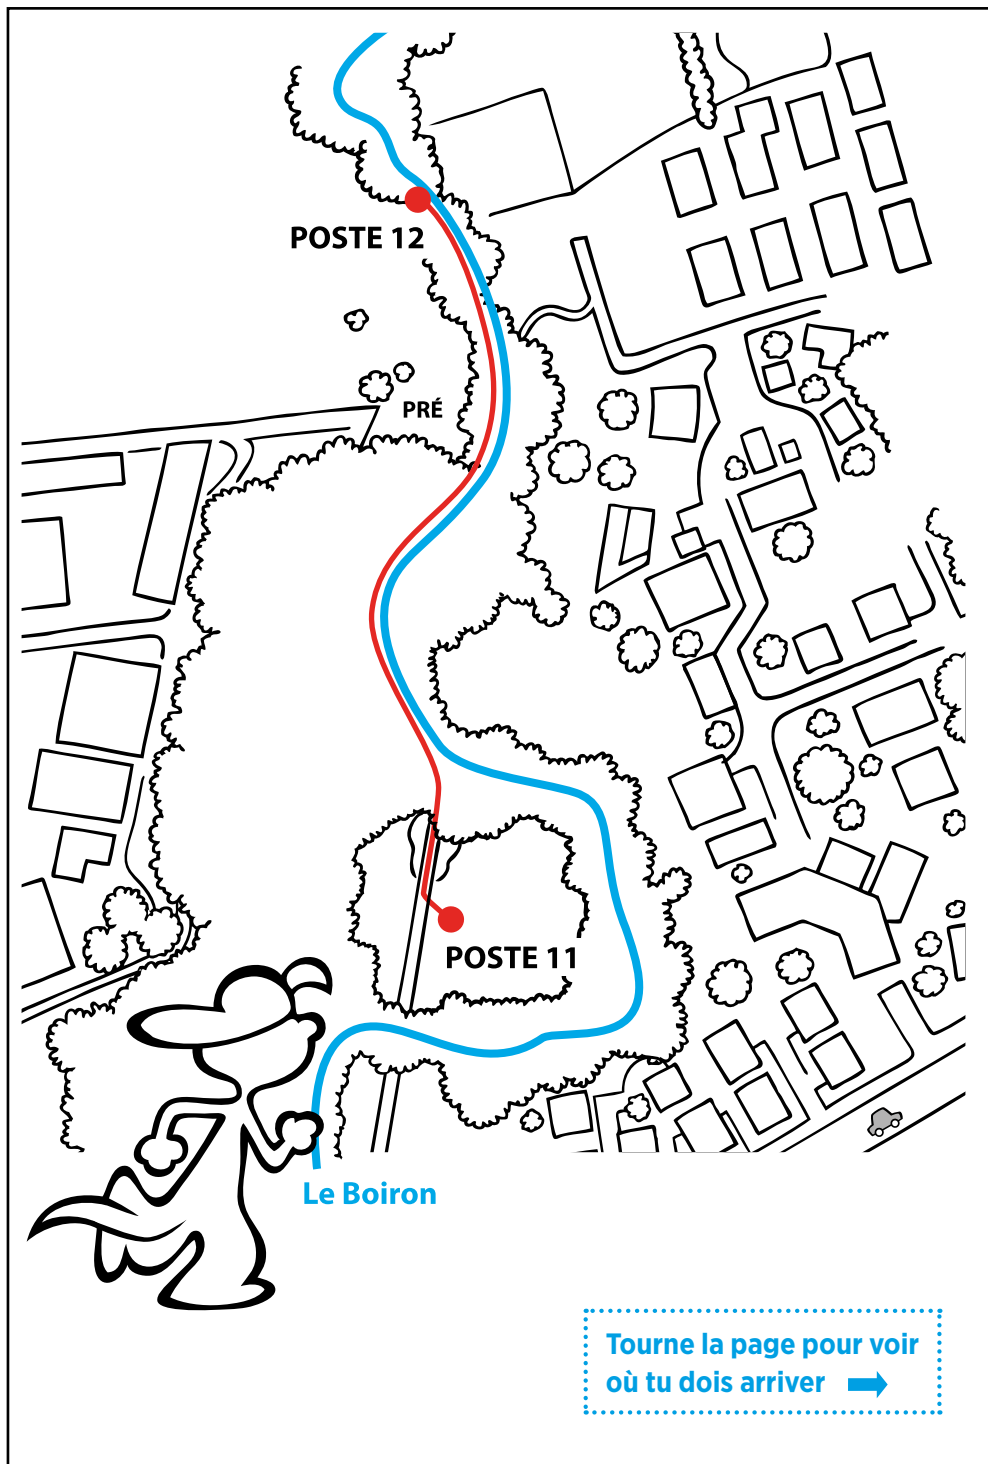 POSTE 12
PRÉ
POSTE 11
Le Boiron
Tourne la page pour voir
où tu dois arriver